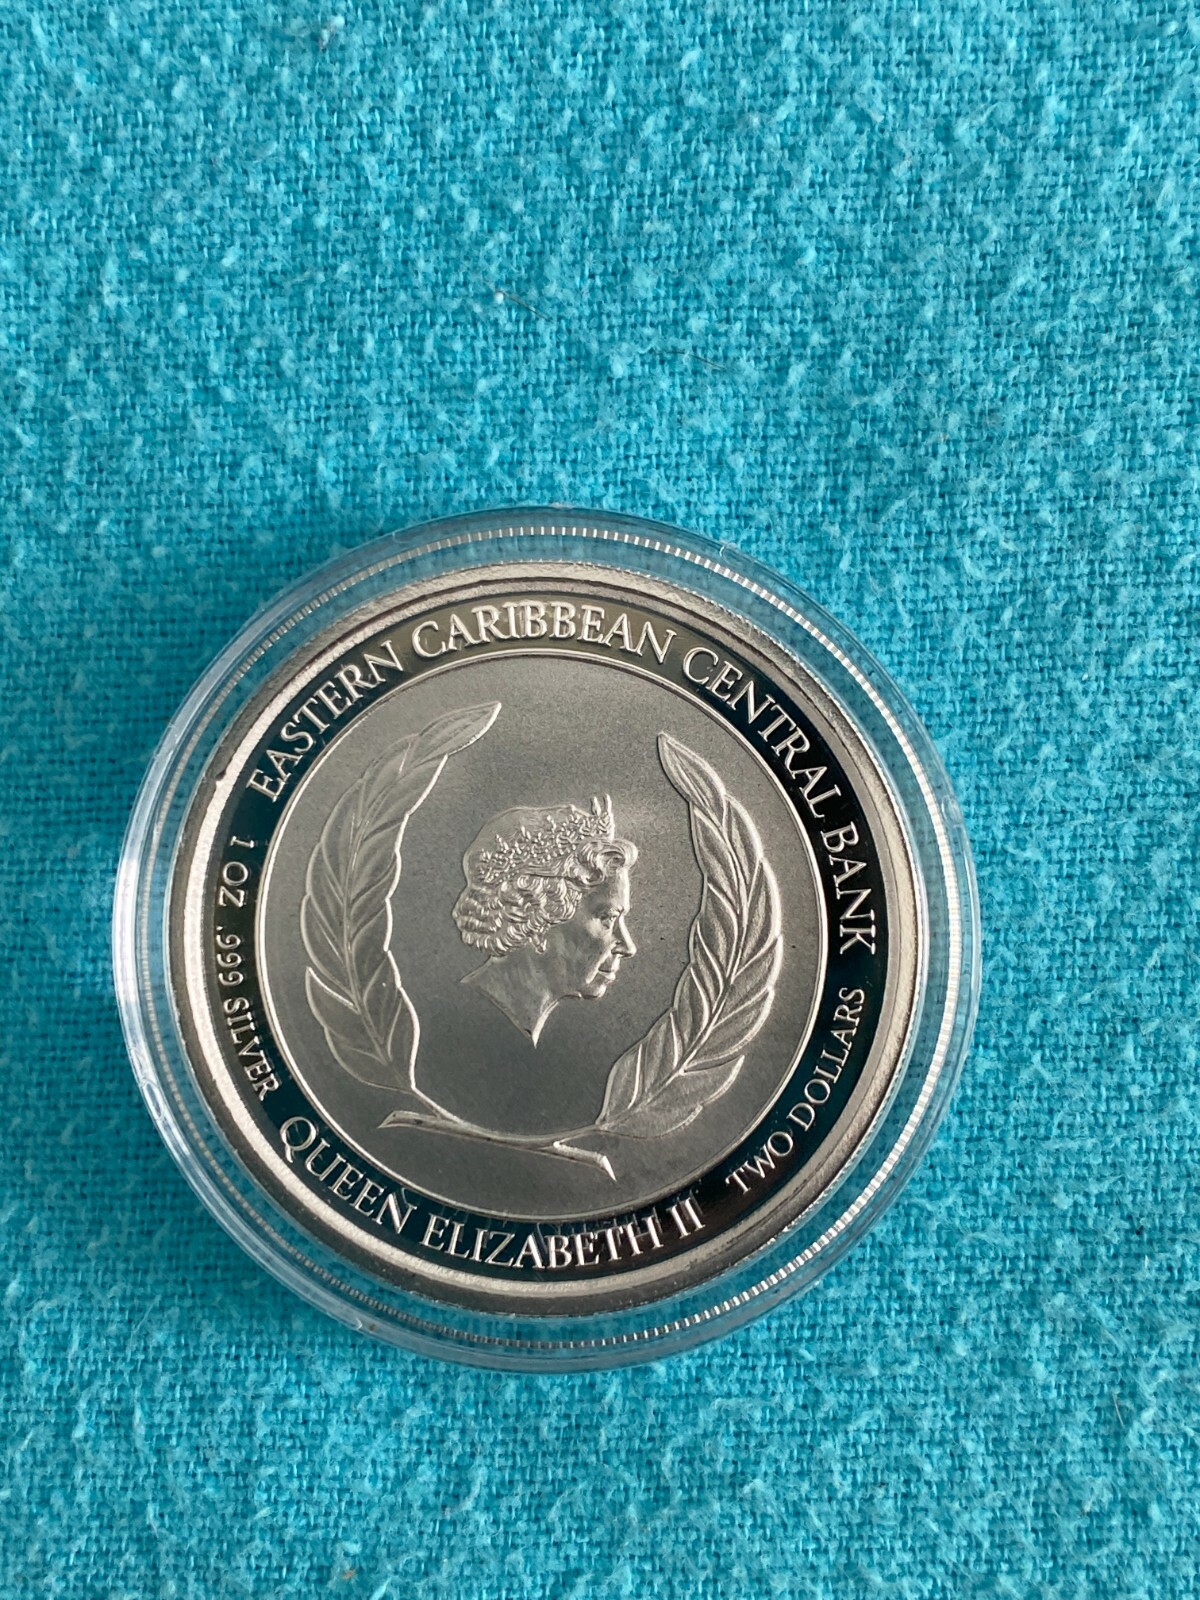 EASTERN CARIBBEAN CENTRAL BANK
TWO DOLLARS
QUEEN ELIZABETH II
1 OZ .999 SILVER